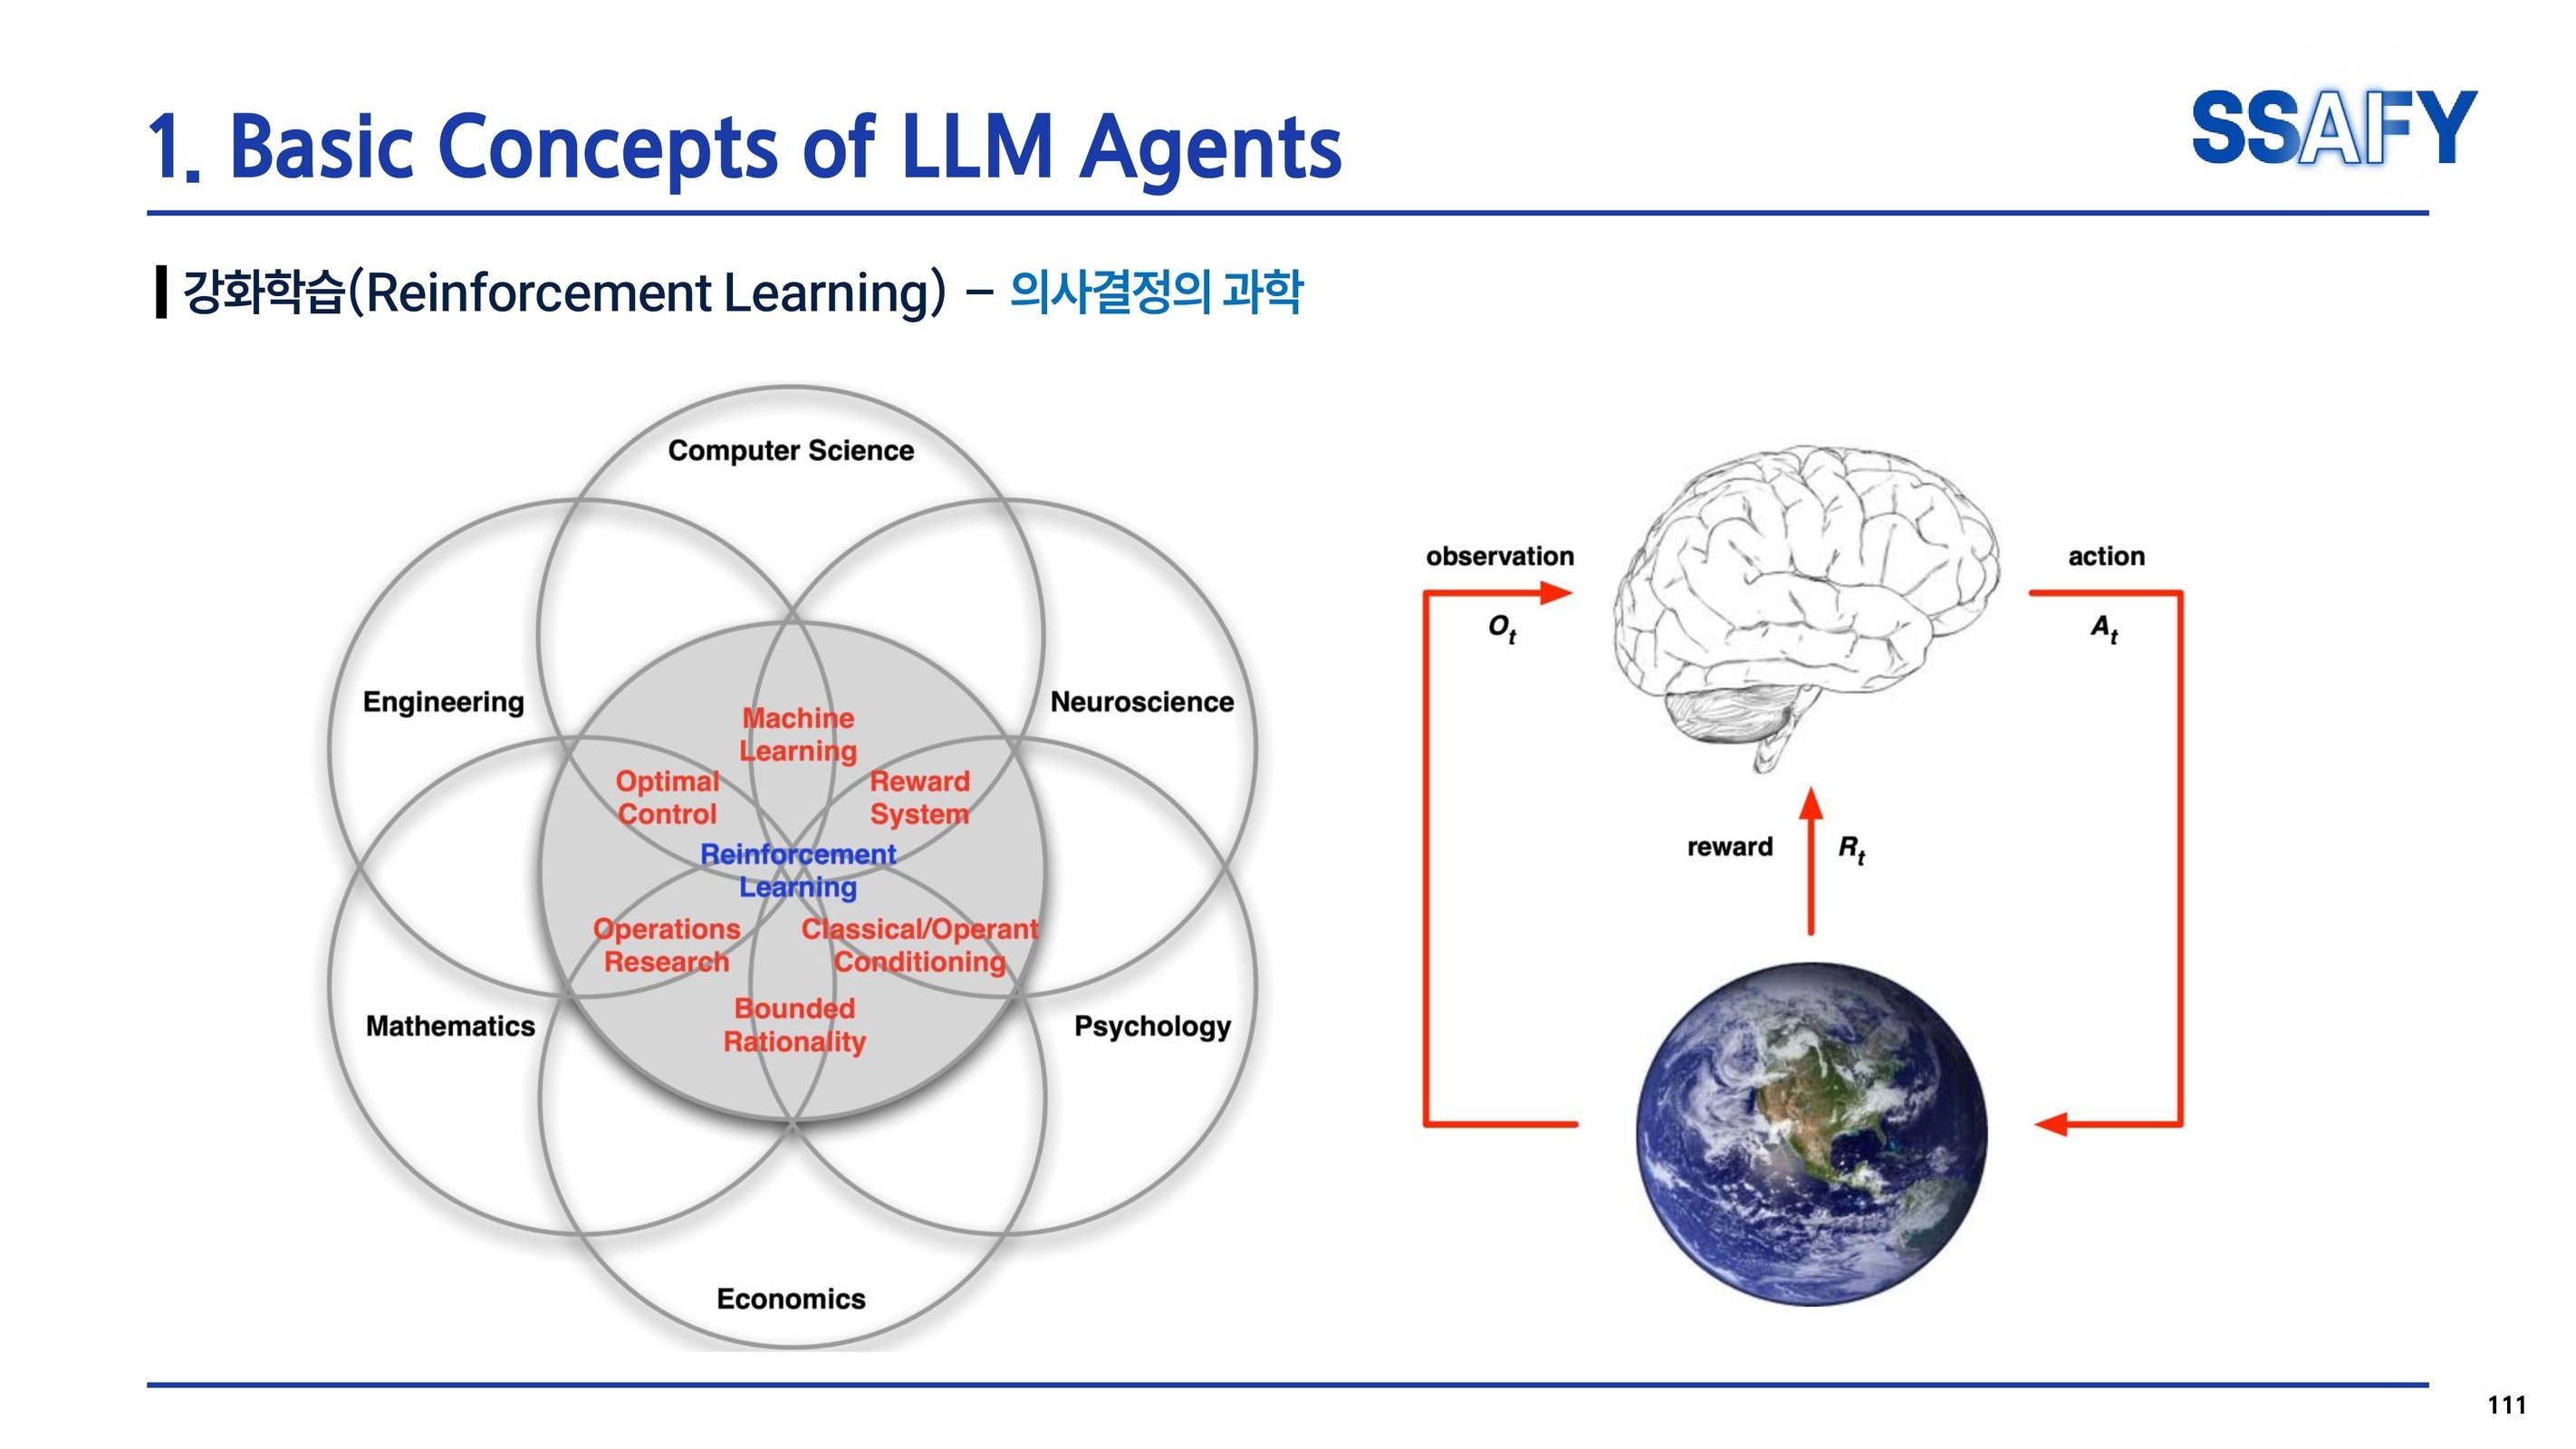 1. Basic Concepts of LLM Agents
SSAFY
강화학습(Reinforcement Learning) – 의사결정의 과학
Computer Science
Engineering
Neuroscience
Machine
Learning
Optimal
Control
Reward
System
Reinforcement
Learning
Operations
Research
Classical/Operant
Conditioning
Bounded
Rationality
Mathematics
Psychology
Economics
observation
O_t
action
A_t
reward
R_t
111